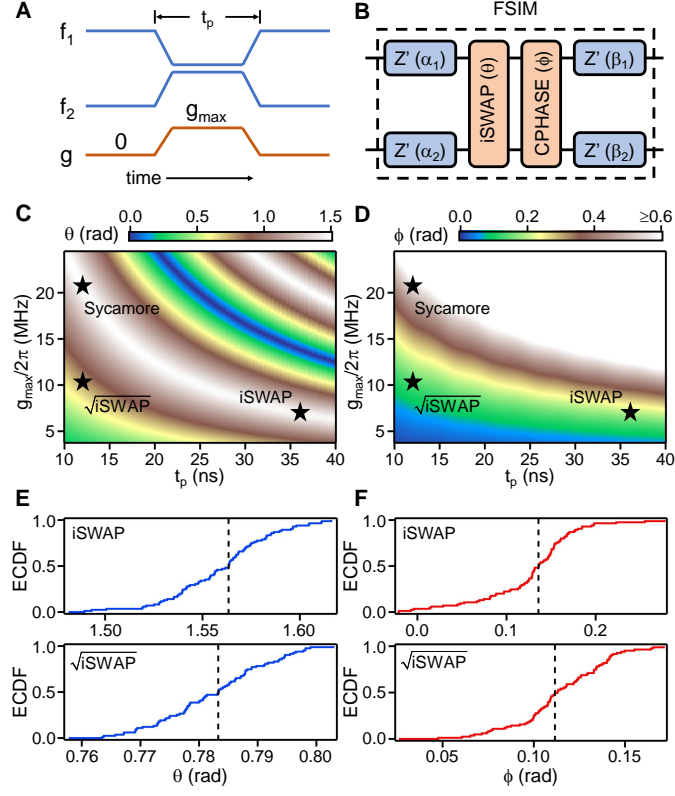 A
t_p
f_1
f_2
g_max
0
g
time
B
FSIM
Z' (α_1)
iSWAP (θ)
CPHASE (ϕ)
Z' (β_1)
Z' (α_2)
Z' (β_2)
C
θ (rad)
0.0 0.5 1.0 1.5
g_max/2π (MHz)
20
15
10
5
Sycamore
√iSWAP
iSWAP
10 15 20 25 30 35 40
t_p (ns)
D
ϕ (rad)
0.0 0.2 0.4 ≥0.6
g_max/2π (MHz)
20
15
10
5
Sycamore
√iSWAP
iSWAP
10 15 20 25 30 35 40
t_p (ns)
E
iSWAP
ECDF
1.0
0.5
0.0
1.50 1.55 1.60
√iSWAP
ECDF
1.0
0.5
0.0
0.76 0.77 0.78 0.79 0.80
θ (rad)
F
iSWAP
ECDF
1.0
0.5
0.0
0.0 0.1 0.2
√iSWAP
ECDF
1.0
0.5
0.0
0.05 0.10 0.15
ϕ (rad)